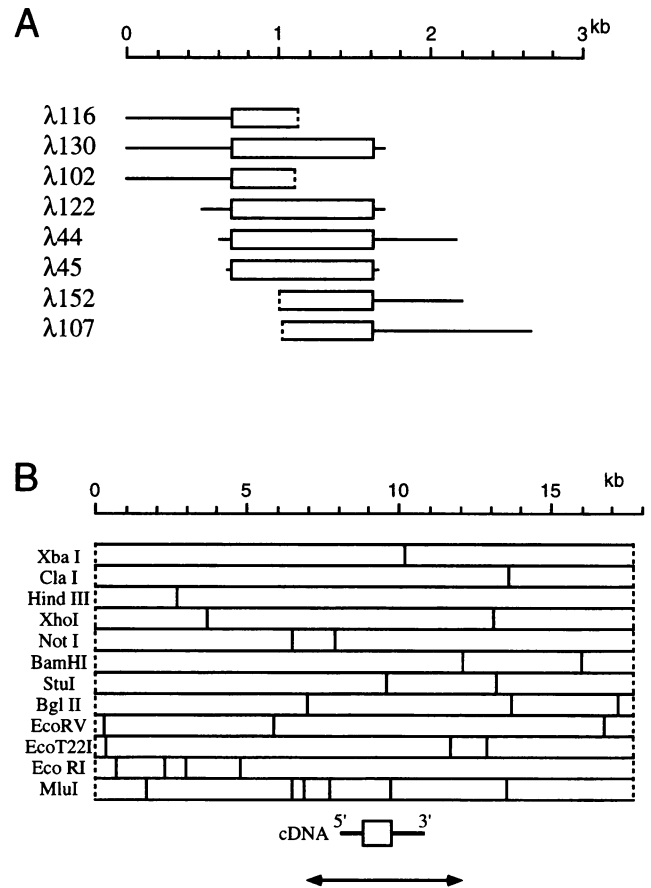 A
0 1 2 3 kb
λ116
λ130
λ102
λ122
λ44
λ45
λ152
λ107
B
0 5 10 15 kb
Xba I
Cla I
Hind III
XhoI
Not I
BamHI
StuI
Bgl II
EcoRV
EcoT22I
Eco RI
MluI
cDNA 5' 3'